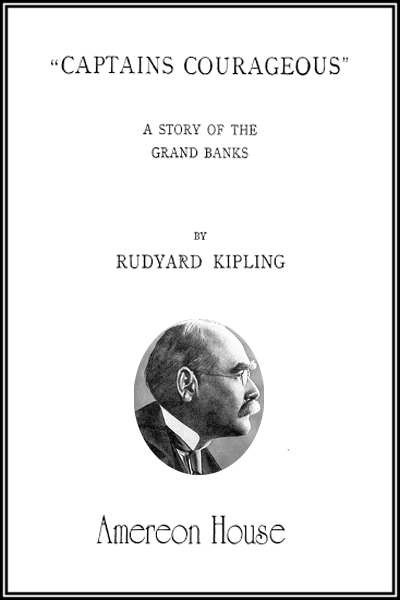 “CAPTAINS COURAGEOUS”
A STORY OF THE
GRAND BANKS
BY
RUDYARD KIPLING
Amereon House